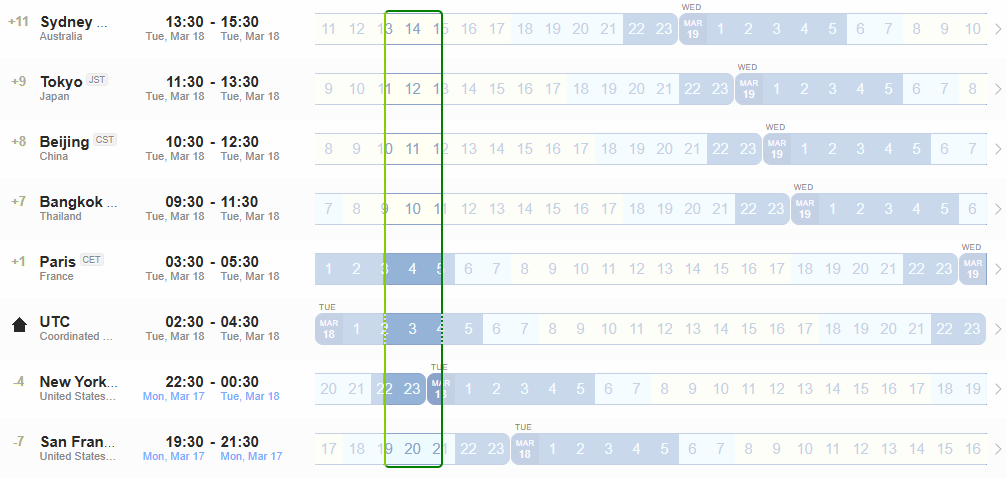 WED
+11 Sydney ... 13:30 - 15:30 11 12 13 14 15 16 17 18 19 20 21 22 23 MAR 19 1 2 3 4 5 6 7 8 9 10
Australia Tue, Mar 18 Tue, Mar 18
WED
+9 Tokyo JST 11:30 - 13:30 9 10 11 12 13 14 15 16 17 18 19 20 21 22 23 MAR 19 1 2 3 4 5 6 7 8
Japan Tue, Mar 18 Tue, Mar 18
WED
+8 Beijing CST 10:30 - 12:30 8 9 10 11 12 13 14 15 16 17 18 19 20 21 22 23 MAR 19 1 2 3 4 5 6 7
China Tue, Mar 18 Tue, Mar 18
WED
+7 Bangkok ... 09:30 - 11:30 7 8 9 10 11 12 13 14 15 16 17 18 19 20 21 22 23 MAR 19 1 2 3 4 5 6
Thailand Tue, Mar 18 Tue, Mar 18
WED
+1 Paris CET 03:30 - 05:30 1 2 3 4 5 6 7 8 9 10 11 12 13 14 15 16 17 18 19 20 21 22 23 MAR 19
France Tue, Mar 18 Tue, Mar 18
TUE
UTC 02:30 - 04:30 MAR 18 1 2 3 4 5 6 7 8 9 10 11 12 13 14 15 16 17 18 19 20 21 22 23
Coordinated ... Tue, Mar 18 Tue, Mar 18
TUE
-4 New York... 22:30 - 00:30 20 21 22 23 MAR 18 1 2 3 4 5 6 7 8 9 10 11 12 13 14 15 16 17 18 19
United States... Mon, Mar 17 Tue, Mar 18
TUE
-7 San Fran... 19:30 - 21:30 17 18 19 20 21 22 23 MAR 18 1 2 3 4 5 6 7 8 9 10 11 12 13 14 15 16
United States... Mon, Mar 17 Mon, Mar 17